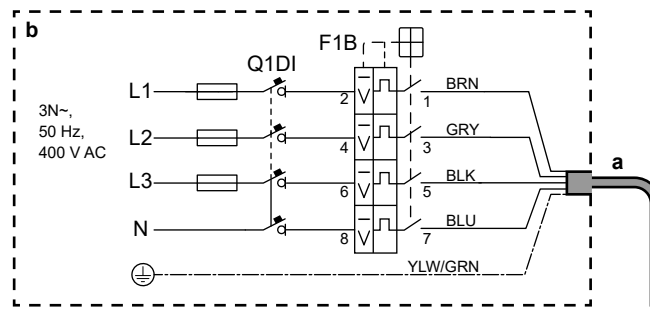 b
F1B
Q1DI
L1 2 1 BRN
3N~,
50 Hz,
400 V AC
L2 4 3 GRY
a
L3 6 5 BLK
N 8 7 BLU
YLW/GRN